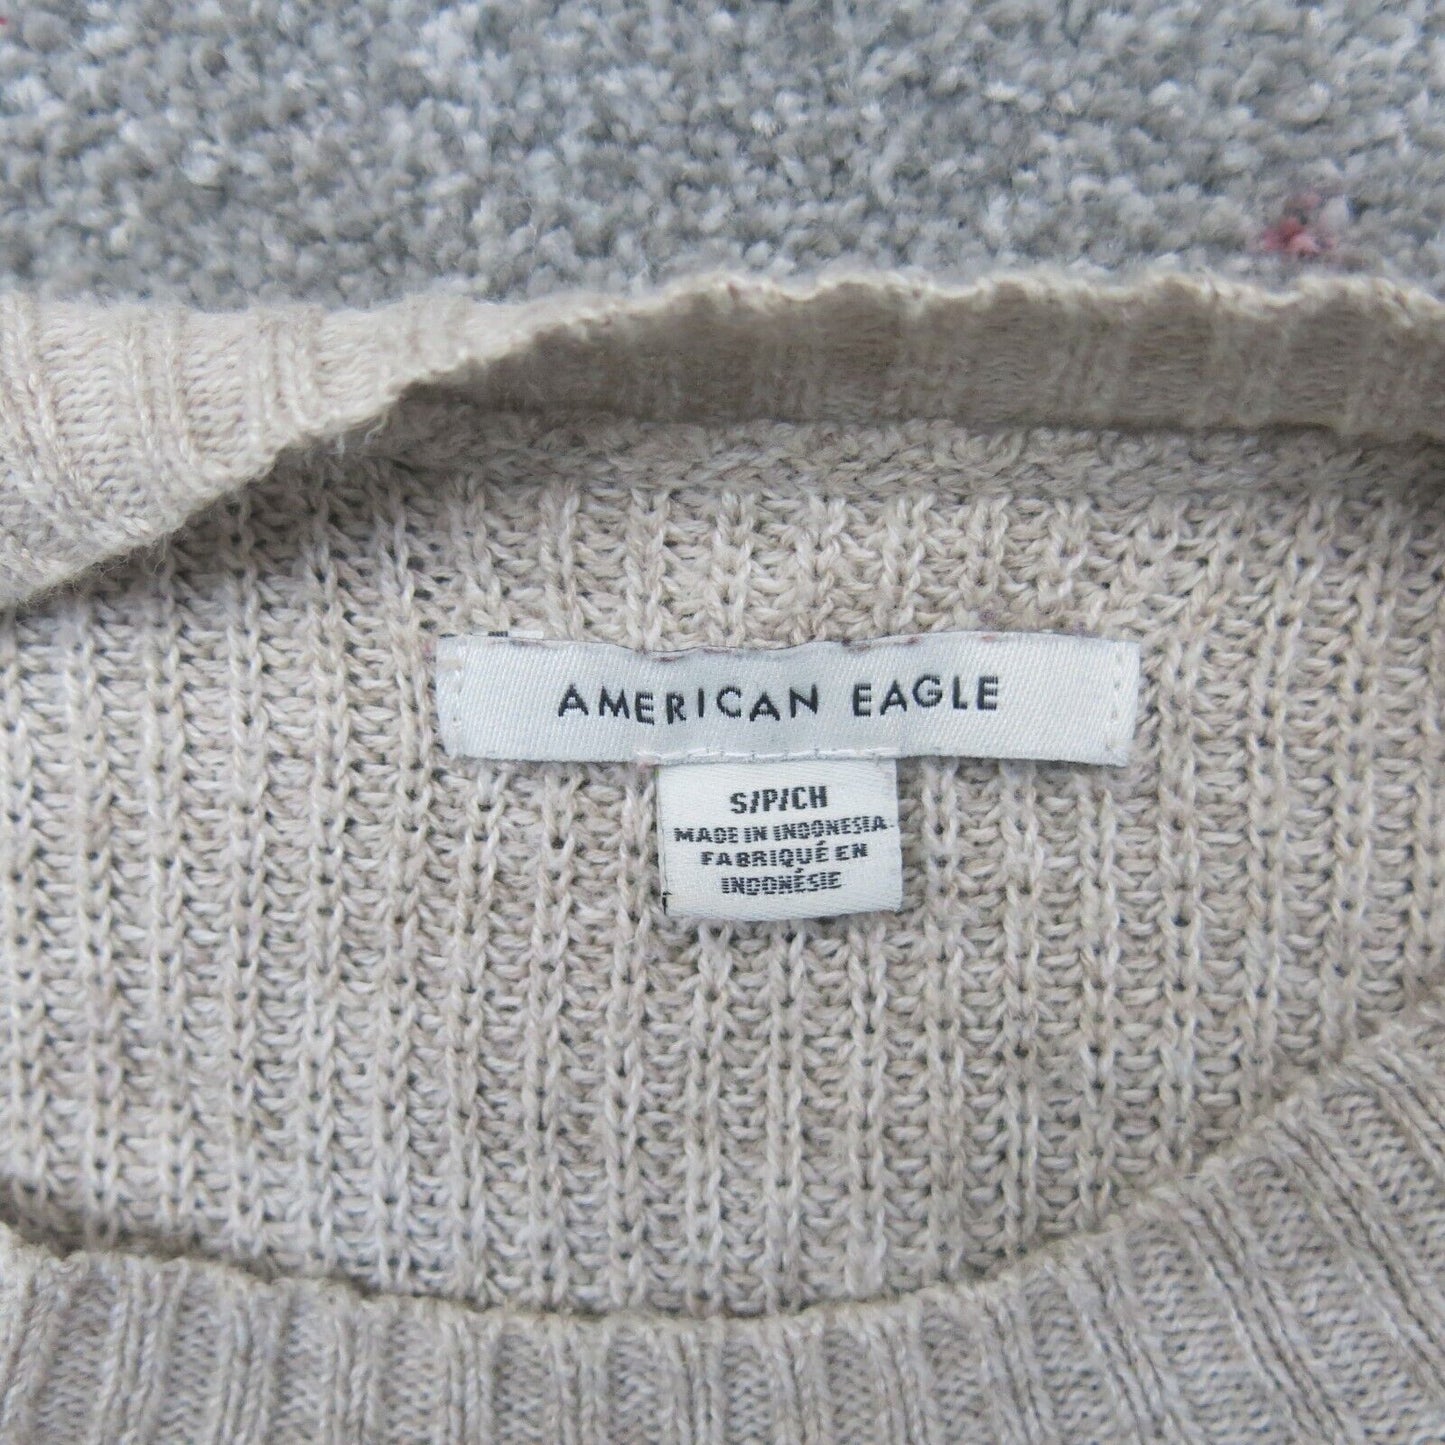 AMERICAN EAGLE
S/P/CH
MADE IN INDONESIA
FABRIQUÉ EN
INDONÉSIE